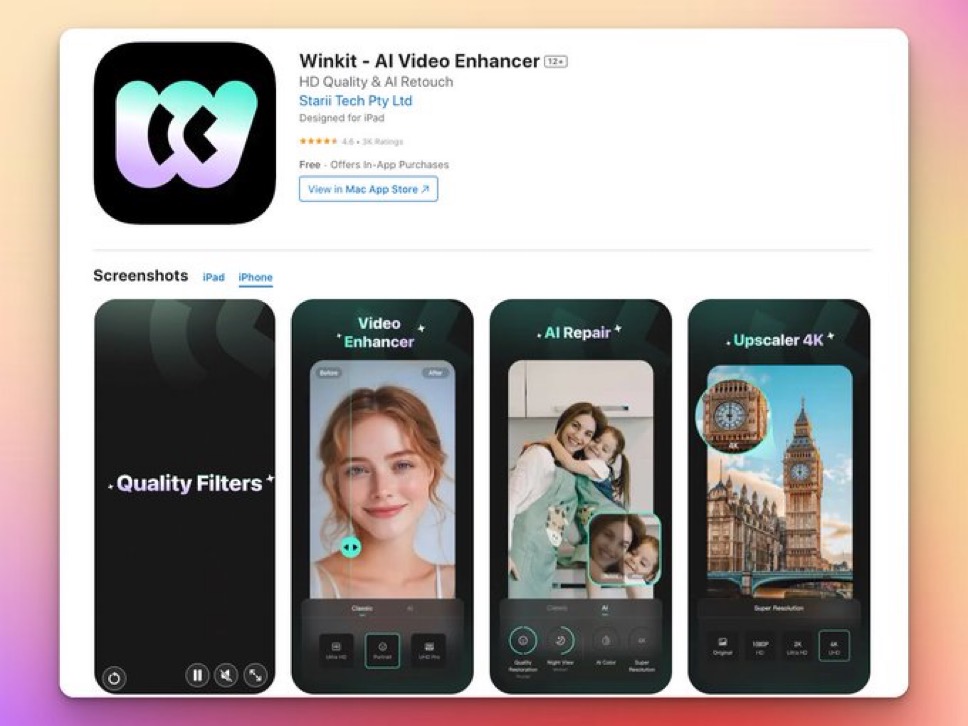 Winkit - AI Video Enhancer 12+
HD Quality & AI Retouch
Starii Tech Pty Ltd
Designed for iPad
4.6 • 3K Ratings
Free · Offers In-App Purchases
View in Mac App Store ↗
Screenshots iPad iPhone
Quality Filters
Video
Enhancer
Before After
Classic AI
Ultra HD Portrait UHD Pro
AI Repair
Classic AI
Quality
Restoration
Night View
AI Color
Super
Resolution
Upscaler 4K
4K
Super Resolution
Original
1080P
HD
2K
Ultra HD
4K
UHD